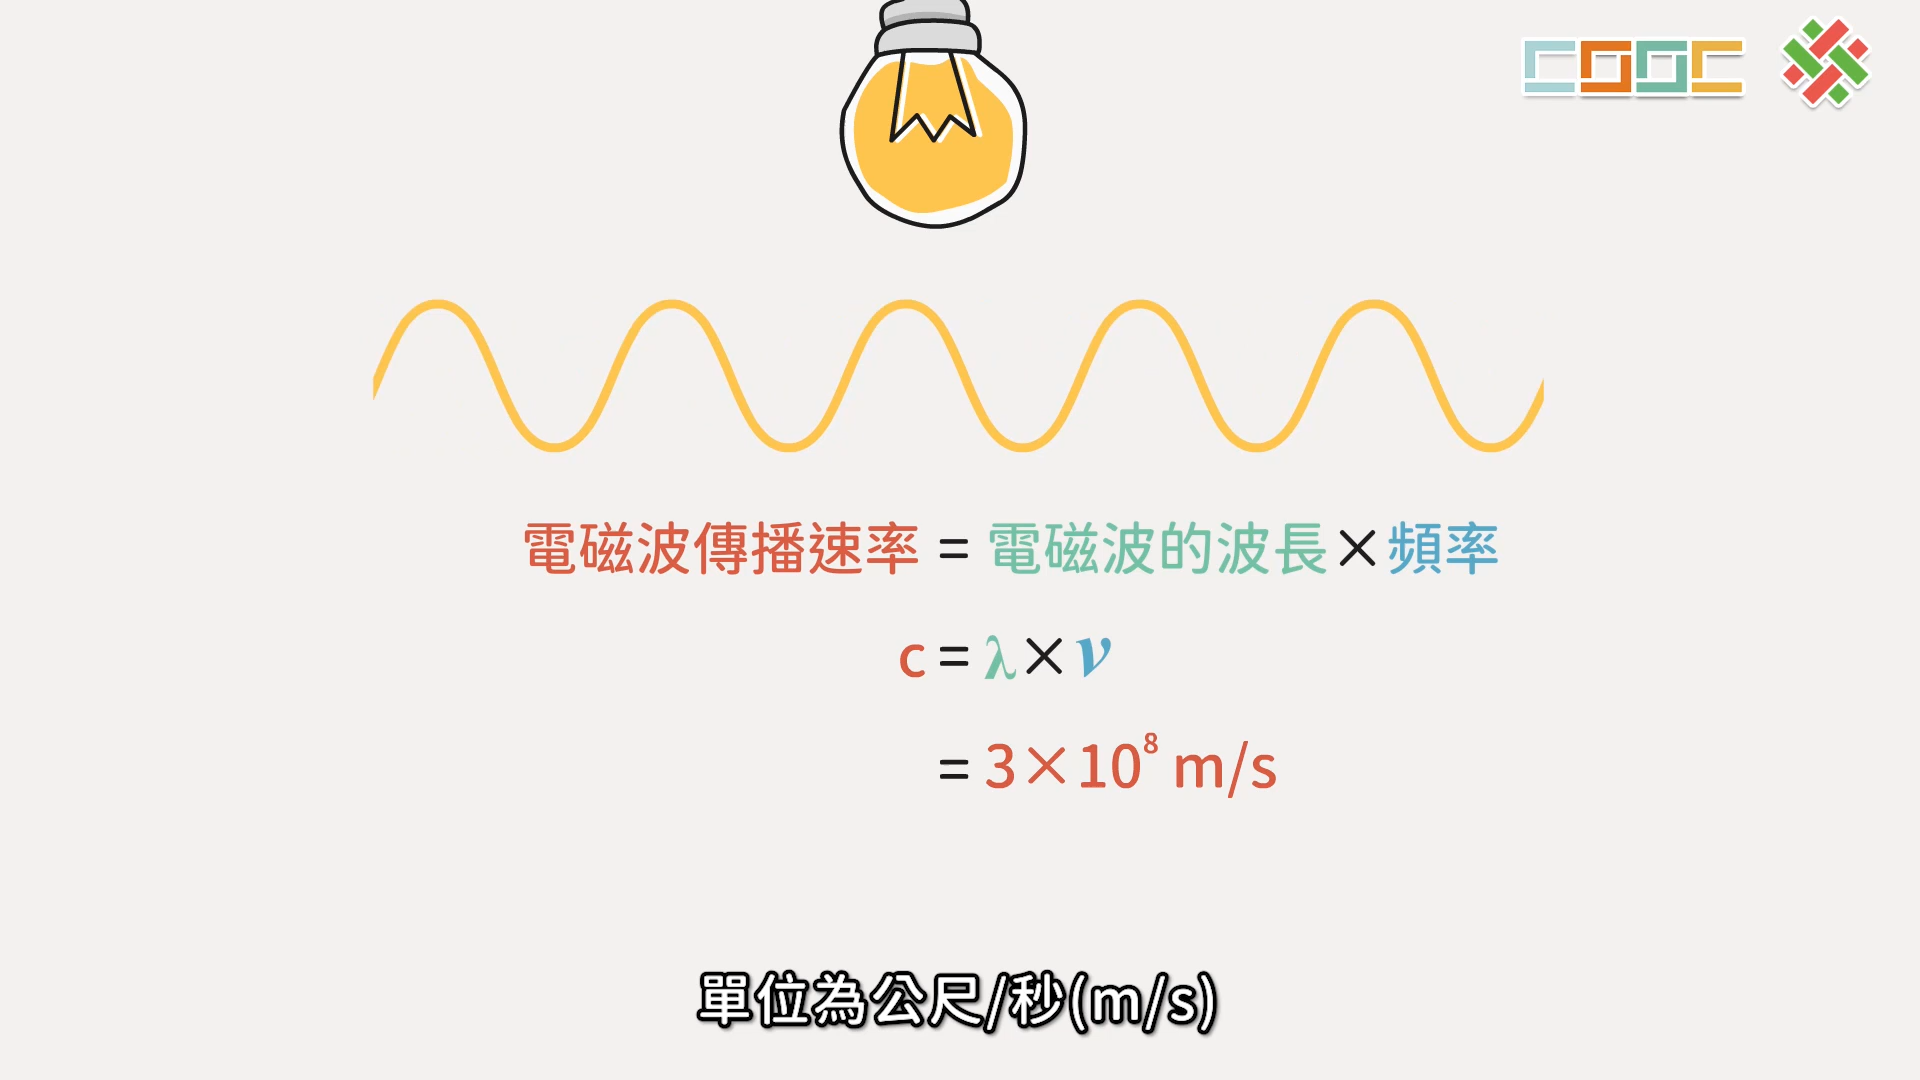 COOC
電磁波傳播速率 = 電磁波的波長×頻率
c = λ×ν
= 3×10⁸ m/s
單位為公尺/秒(m/s)